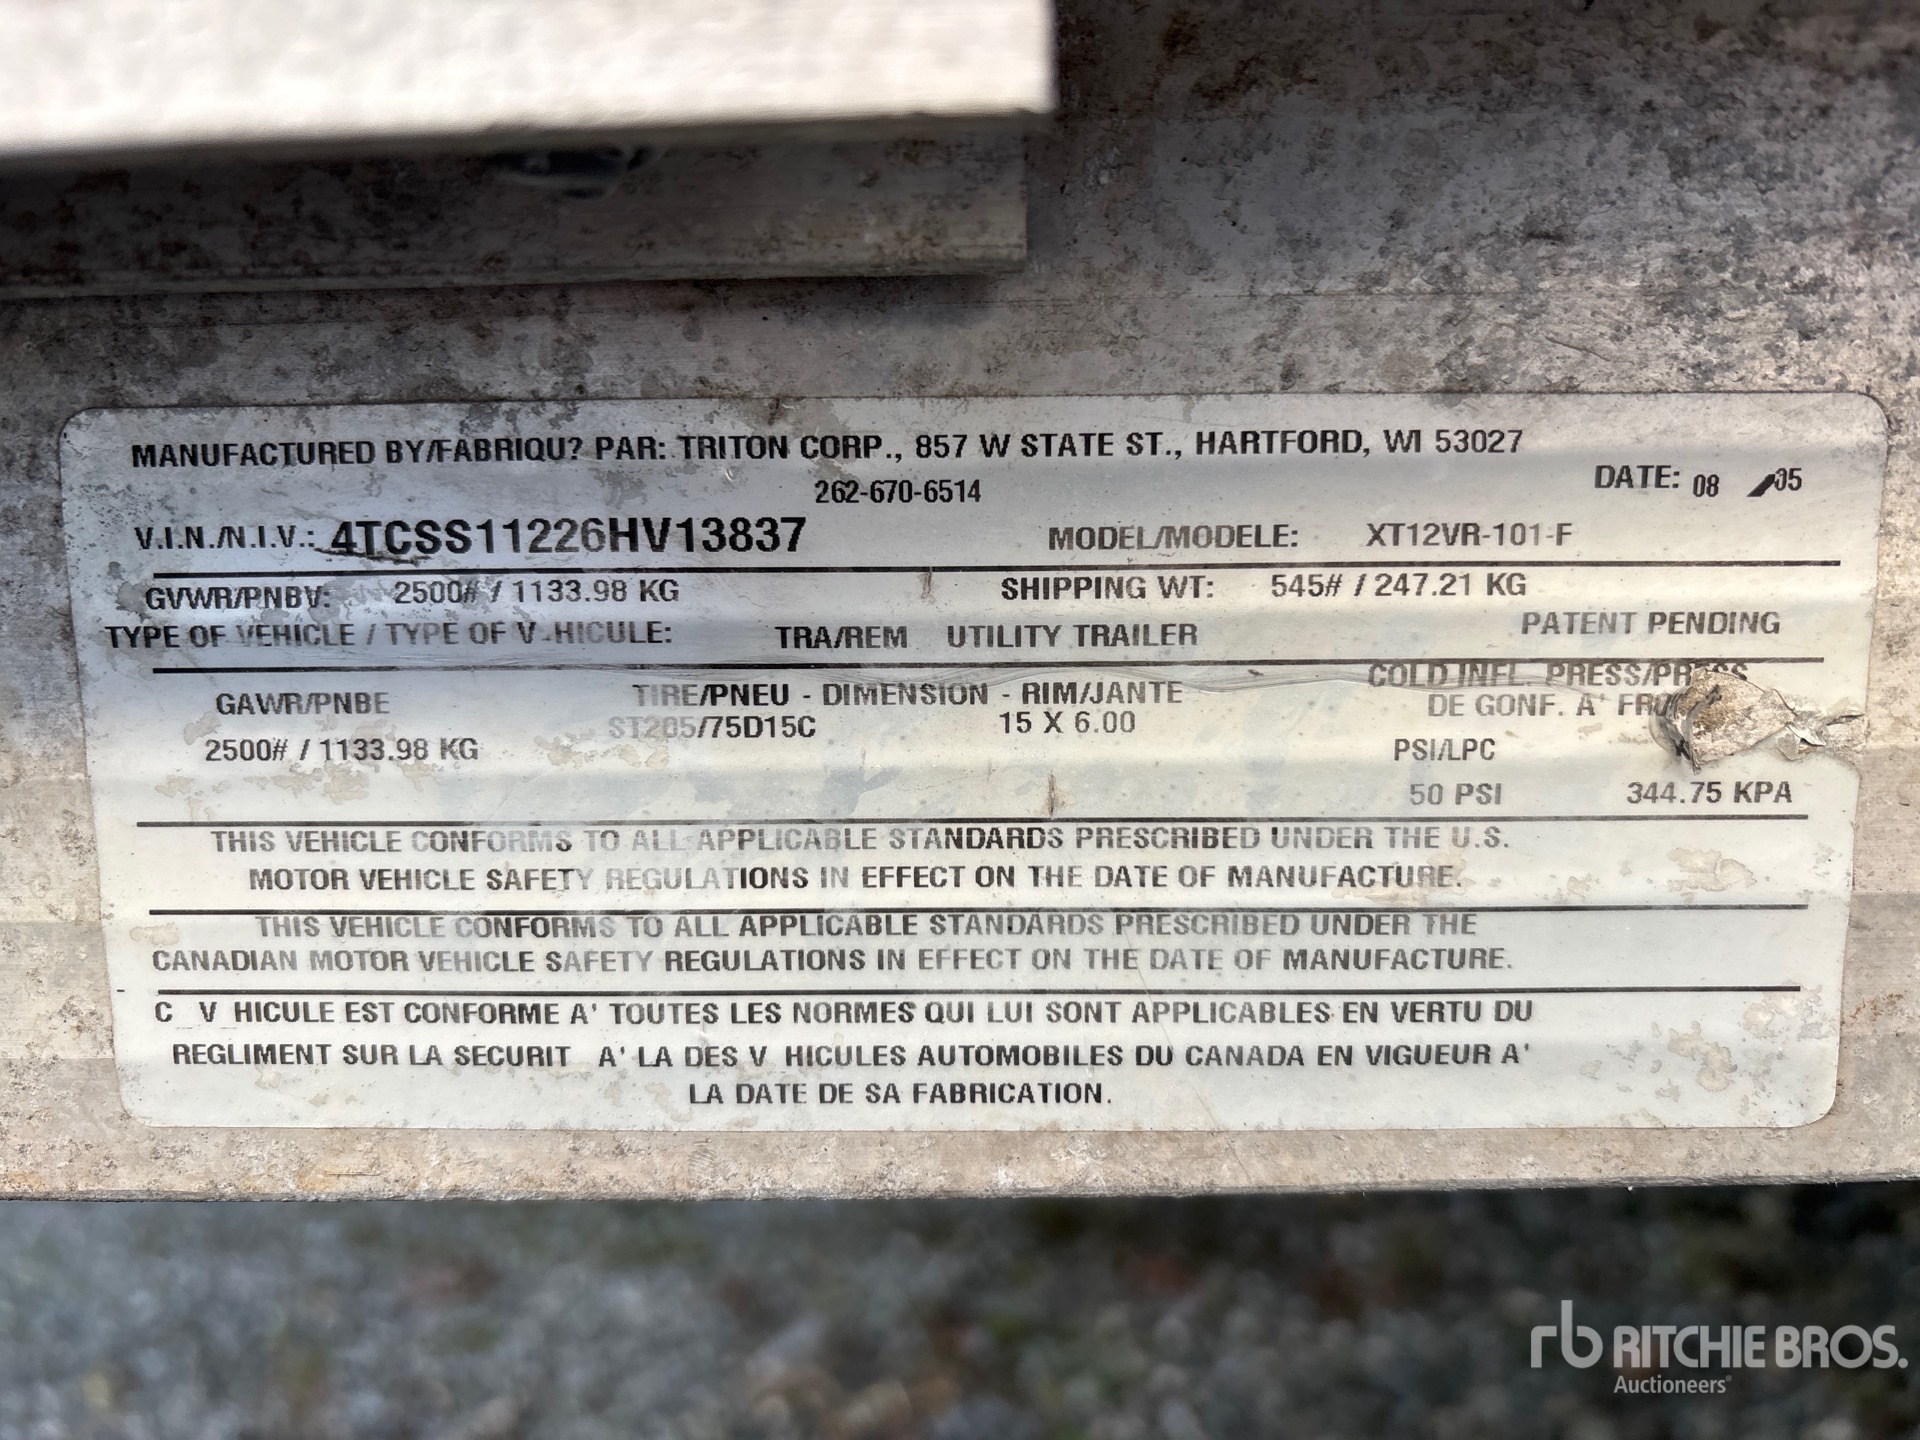 MANUFACTURED BY/FABRIQU? PAR: TRITON CORP., 857 W STATE ST., HARTFORD, WI 53027
262-670-6514 DATE: 08 /05
V.I.N./N.I.V.: 4TCSS11226HV13837 MODEL/MODELE: XT12VR-101-F
GVWR/PNBV: 2500# / 1133.98 KG SHIPPING WT: 545# / 247.21 KG
TYPE OF VEHICLE / TYPE OF V HICULE: TRA/REM UTILITY TRAILER PATENT PENDING
GAWR/PNBE TIRE/PNEU - DIMENSION - RIM/JANTE COLD INFL. PRESS/PRESS
ST205/75D15C 15 X 6.00 DE GONF. A'
2500# / 1133.98 KG PSI/LPC
50 PSI 344.75 KPA
THIS VEHICLE CONFORMS TO ALL APPLICABLE STANDARDS PRESCRIBED UNDER THE U.S.
MOTOR VEHICLE SAFETY REGULATIONS IN EFFECT ON THE DATE OF MANUFACTURE.
THIS VEHICLE CONFORMS TO ALL APPLICABLE STANDARDS PRESCRIBED UNDER THE
CANADIAN MOTOR VEHICLE SAFETY REGULATIONS IN EFFECT ON THE DATE OF MANUFACTURE.
C V HICULE EST CONFORME A' TOUTES LES NORMES QUI LUI SONT APPLICABLES EN VERTU DU
REGLIMENT SUR LA SECURIT A' LA DES V HICULES AUTOMOBILES DU CANADA EN VIGUEUR A'
LA DATE DE SA FABRICATION.
rb RITCHIE BROS.
Auctioneers